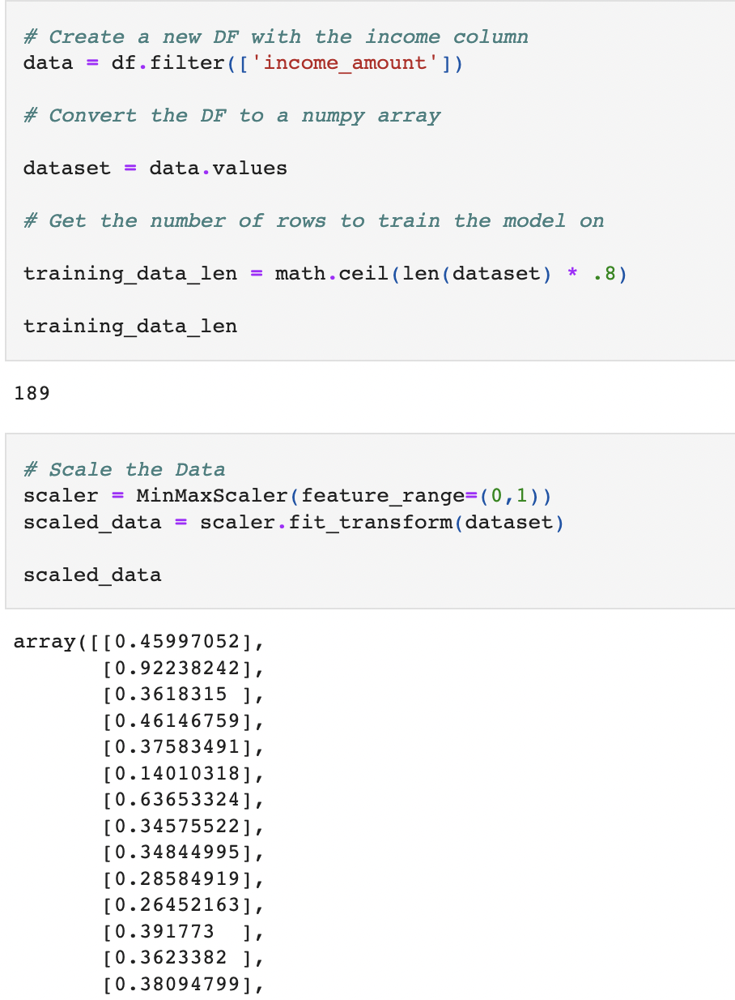 # Create a new DF with the income column
data = df.filter(['income_amount'])
# Convert the DF to a numpy array
dataset = data.values
# Get the number of rows to train the model on
training_data_len = math.ceil(len(dataset) * .8)
training_data_len
189
# Scale the Data
scaler = MinMaxScaler(feature_range=(0,1))
scaled_data = scaler.fit_transform(dataset)
scaled_data
array([[0.45997052],
[0.92238242],
[0.3618315 ],
[0.46146759],
[0.37583491],
[0.14010318],
[0.63653324],
[0.34575522],
[0.34844995],
[0.28584919],
[0.26452163],
[0.391773  ],
[0.3623382 ],
[0.38094799],